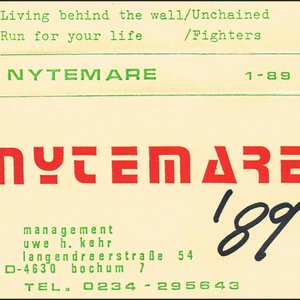 Living behind the wall/Unchained
Run for your life /Fighters
NYTEMARE 1-89
NYTEMARE
'89
management
uwe h. kehr
langendreerstraße 54
D-4630 bochum 7
TEL. 0234-295643